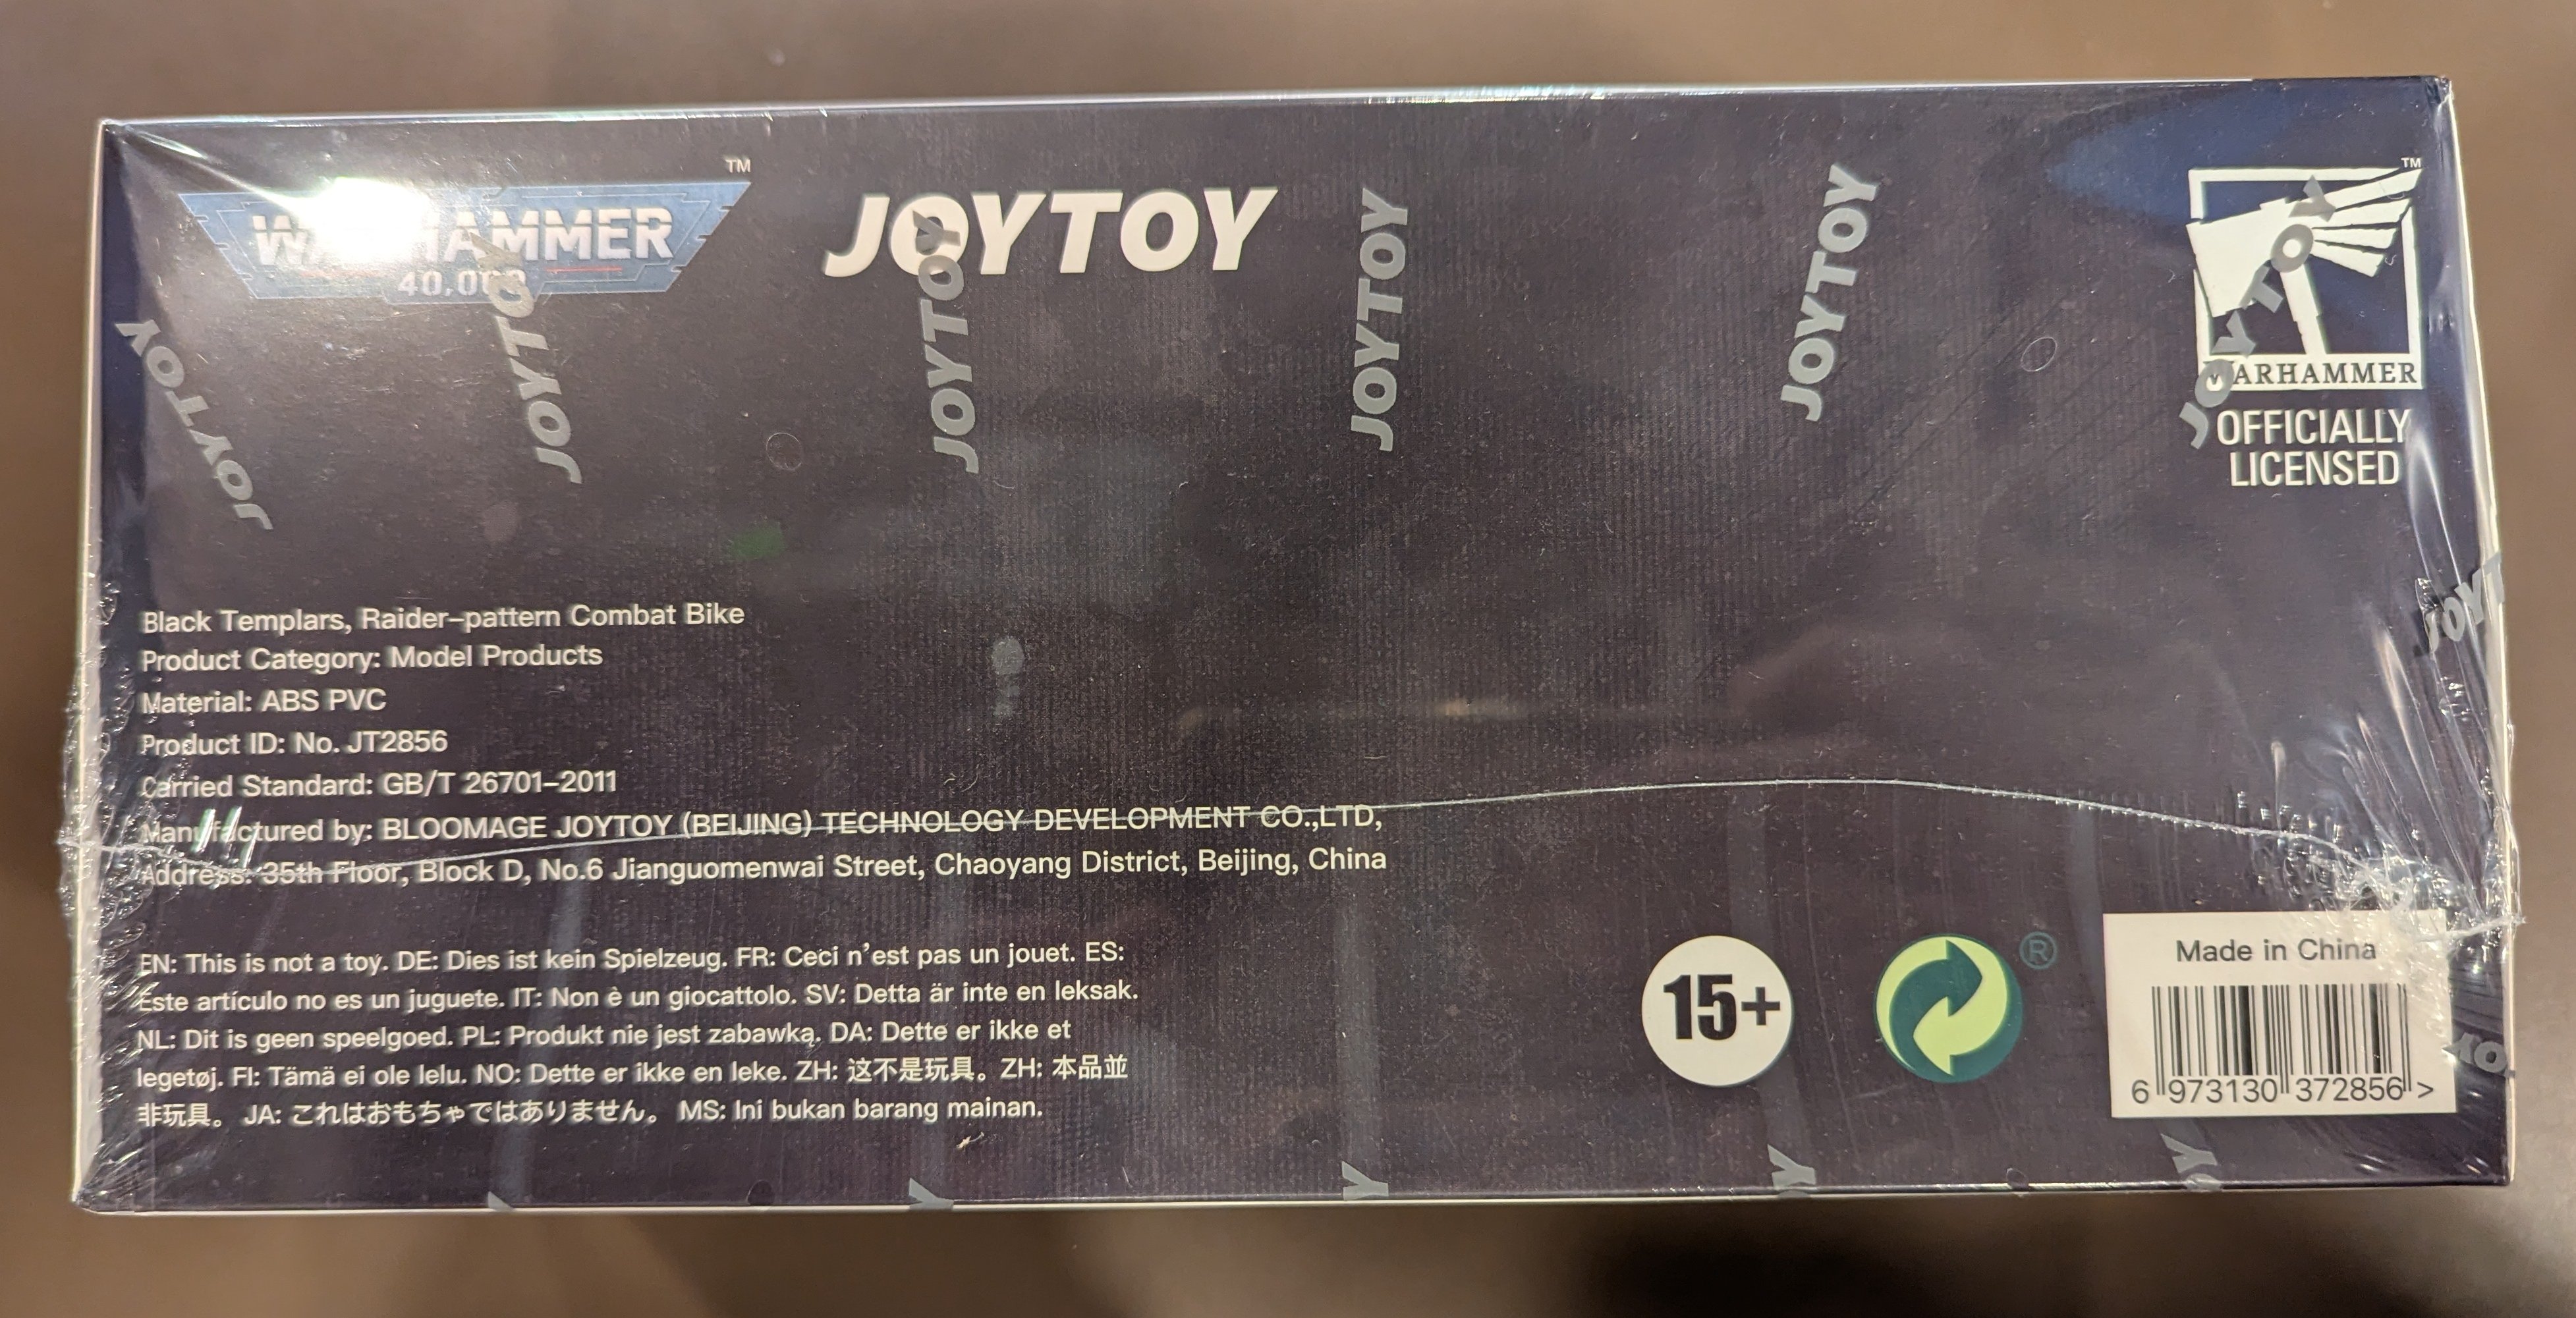 WARHAMMER
40,000
TM
JOYTOY
TM
WARHAMMER
OFFICIALLY
LICENSED
JOYTOY
JOYTOY
JOYTOY
JOYTOY
JOYTOY
JOYTOY
JOYT
Black Templars, Raider-pattern Combat Bike
Product Category: Model Products
Material: ABS PVC
Product ID: No. JT2856
Carried Standard: GB/T 26701-2011
Manufactured by: BLOOMAGE JOYTOY (BEIJING) TECHNOLOGY DEVELOPMENT CO.,LTD,
Address: 35th Floor, Block D, No.6 Jianguomenwai Street, Chaoyang District, Beijing, China
EN: This is not a toy. DE: Dies ist kein Spielzeug. FR: Ceci n'est pas un jouet. ES:
Este artículo no es un juguete. IT: Non è un giocattolo. SV: Detta är inte en leksak.
NL: Dit is geen speelgoed. PL: Produkt nie jest zabawką. DA: Dette er ikke et
legetøj. FI: Tämä ei ole lelu. NO: Dette er ikke en leke. ZH: 这不是玩具。ZH: 本品並
非玩具。 JA: これはおもちゃではありません。 MS: Ini bukan barang mainan.
15+
®
Made in China
6 973130 372856 >